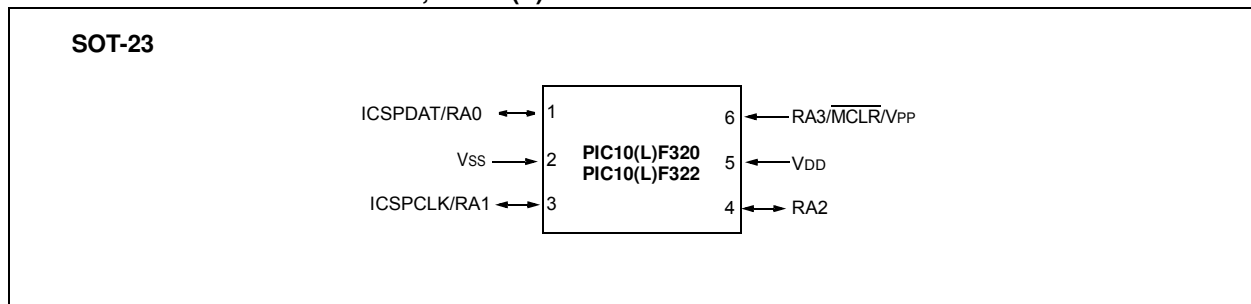 SOT-23
ICSPDAT/RA0 1
6 RA3/MCLR/VPP
VSS 2
PIC10(L)F320
PIC10(L)F322
5 VDD
ICSPCLK/RA1 3
4 RA2